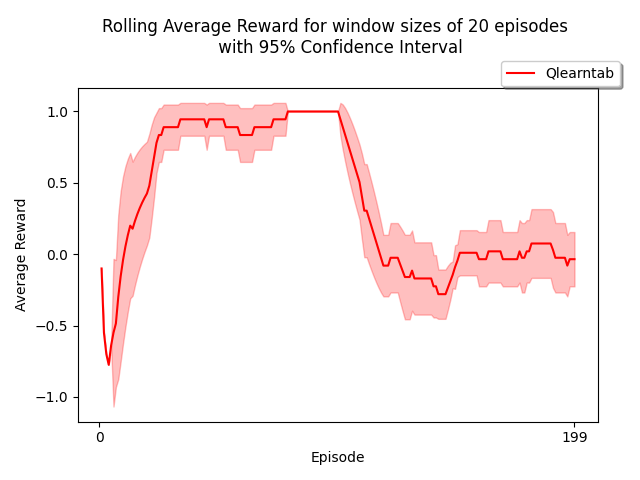 Rolling Average Reward for window sizes of 20 episodes
with 95% Confidence Interval
Qlearntab
1.0
0.5
0.0
−0.5
−1.0
Average Reward
0
199
Episode